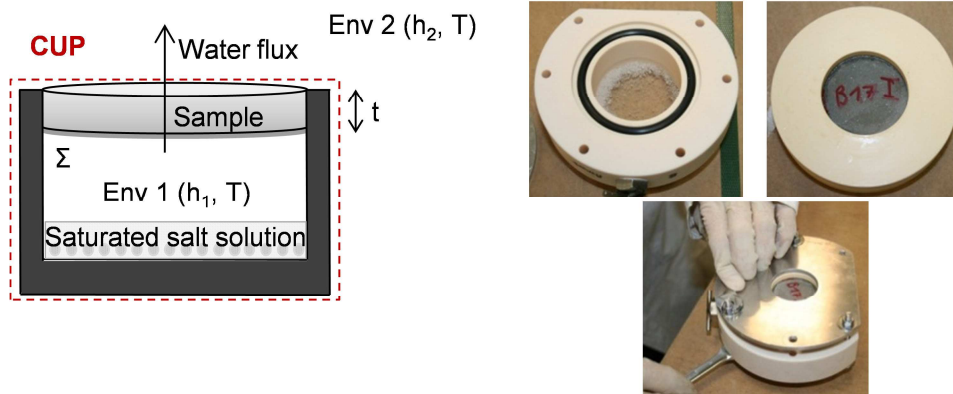 Env 2 (h₂, T)
CUP
Water flux
Sample
t
Σ
Env 1 (h₁, T)
Saturated salt solution
B17 I
B17